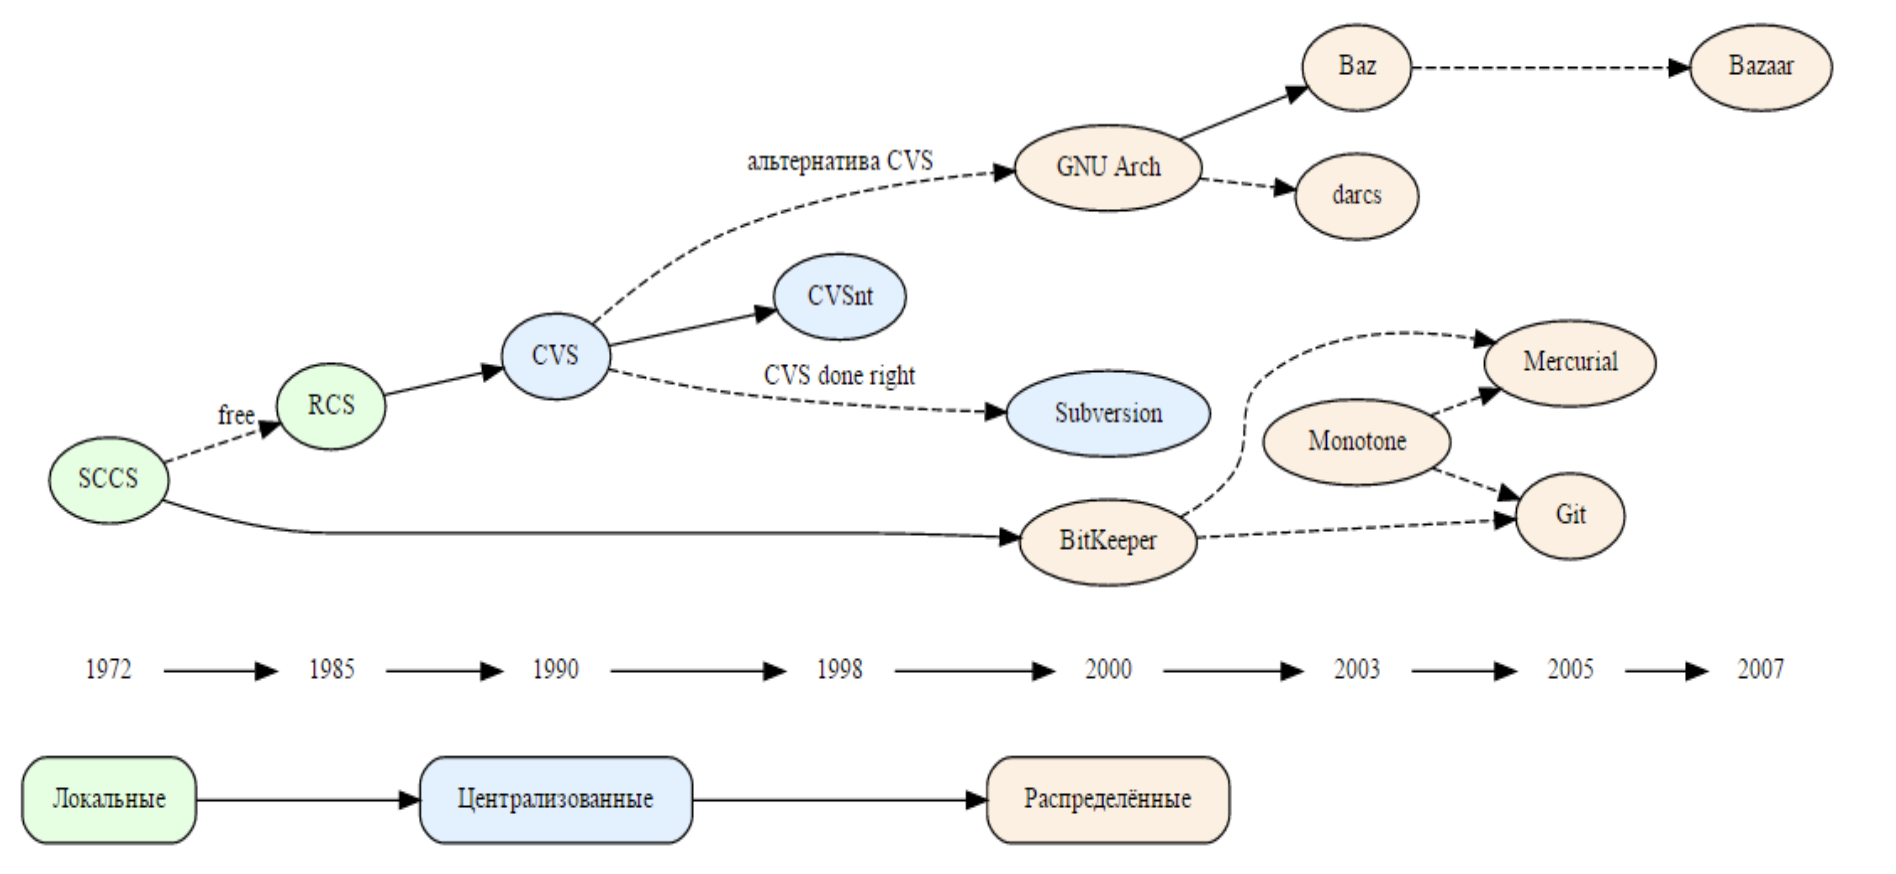 Baz
Bazaar
альтернатива CVS
GNU Arch
darcs
CVSnt
CVS
CVS done right
Mercurial
RCS
free
Subversion
Monotone
SCCS
BitKeeper
Git
1972
1985
1990
1998
2000
2003
2005
2007
Локальные
Централизованные
Распределённые